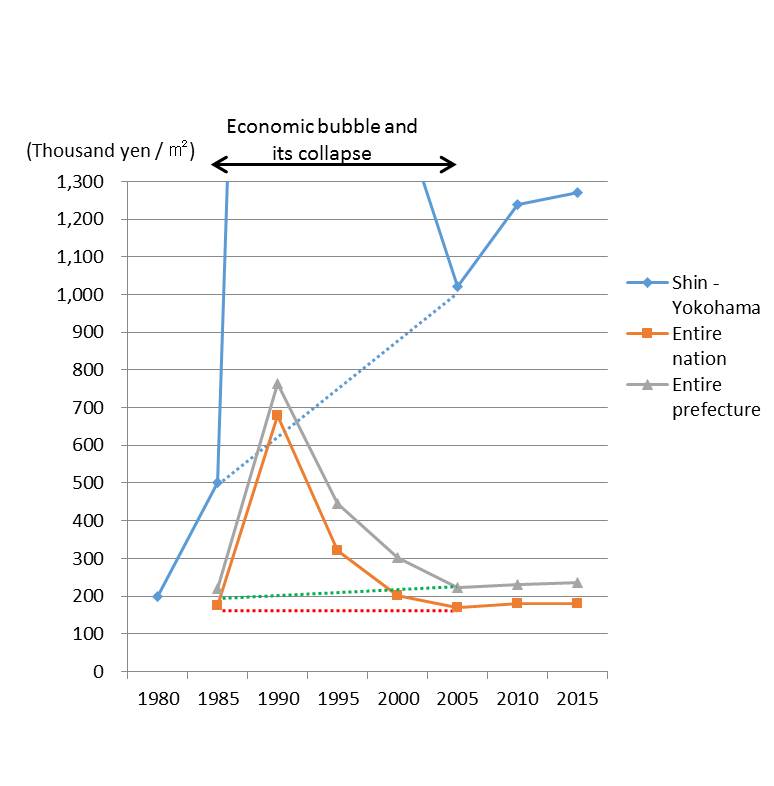 Economic bubble and
its collapse
(Thousand yen / ㎡)
1,300
1,200
1,100
1,000
900
800
700
600
500
400
300
200
100
0
1980 1985 1990 1995 2000 2005 2010 2015
Shin -
Yokohama
Entire
nation
Entire
prefecture